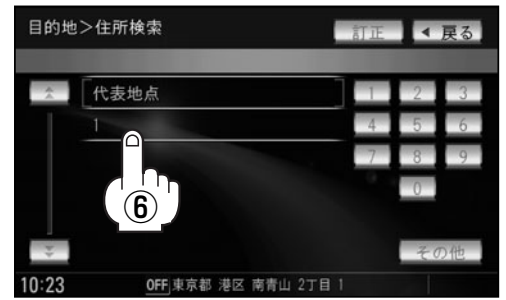 目的地>住所検索 訂正 ◀ 戻る
代表地点 1 2 3
1 4 5 6
7 8 9
⑥ 0
その他
10:23 OFF 東京都 港区 南青山 2丁目 1